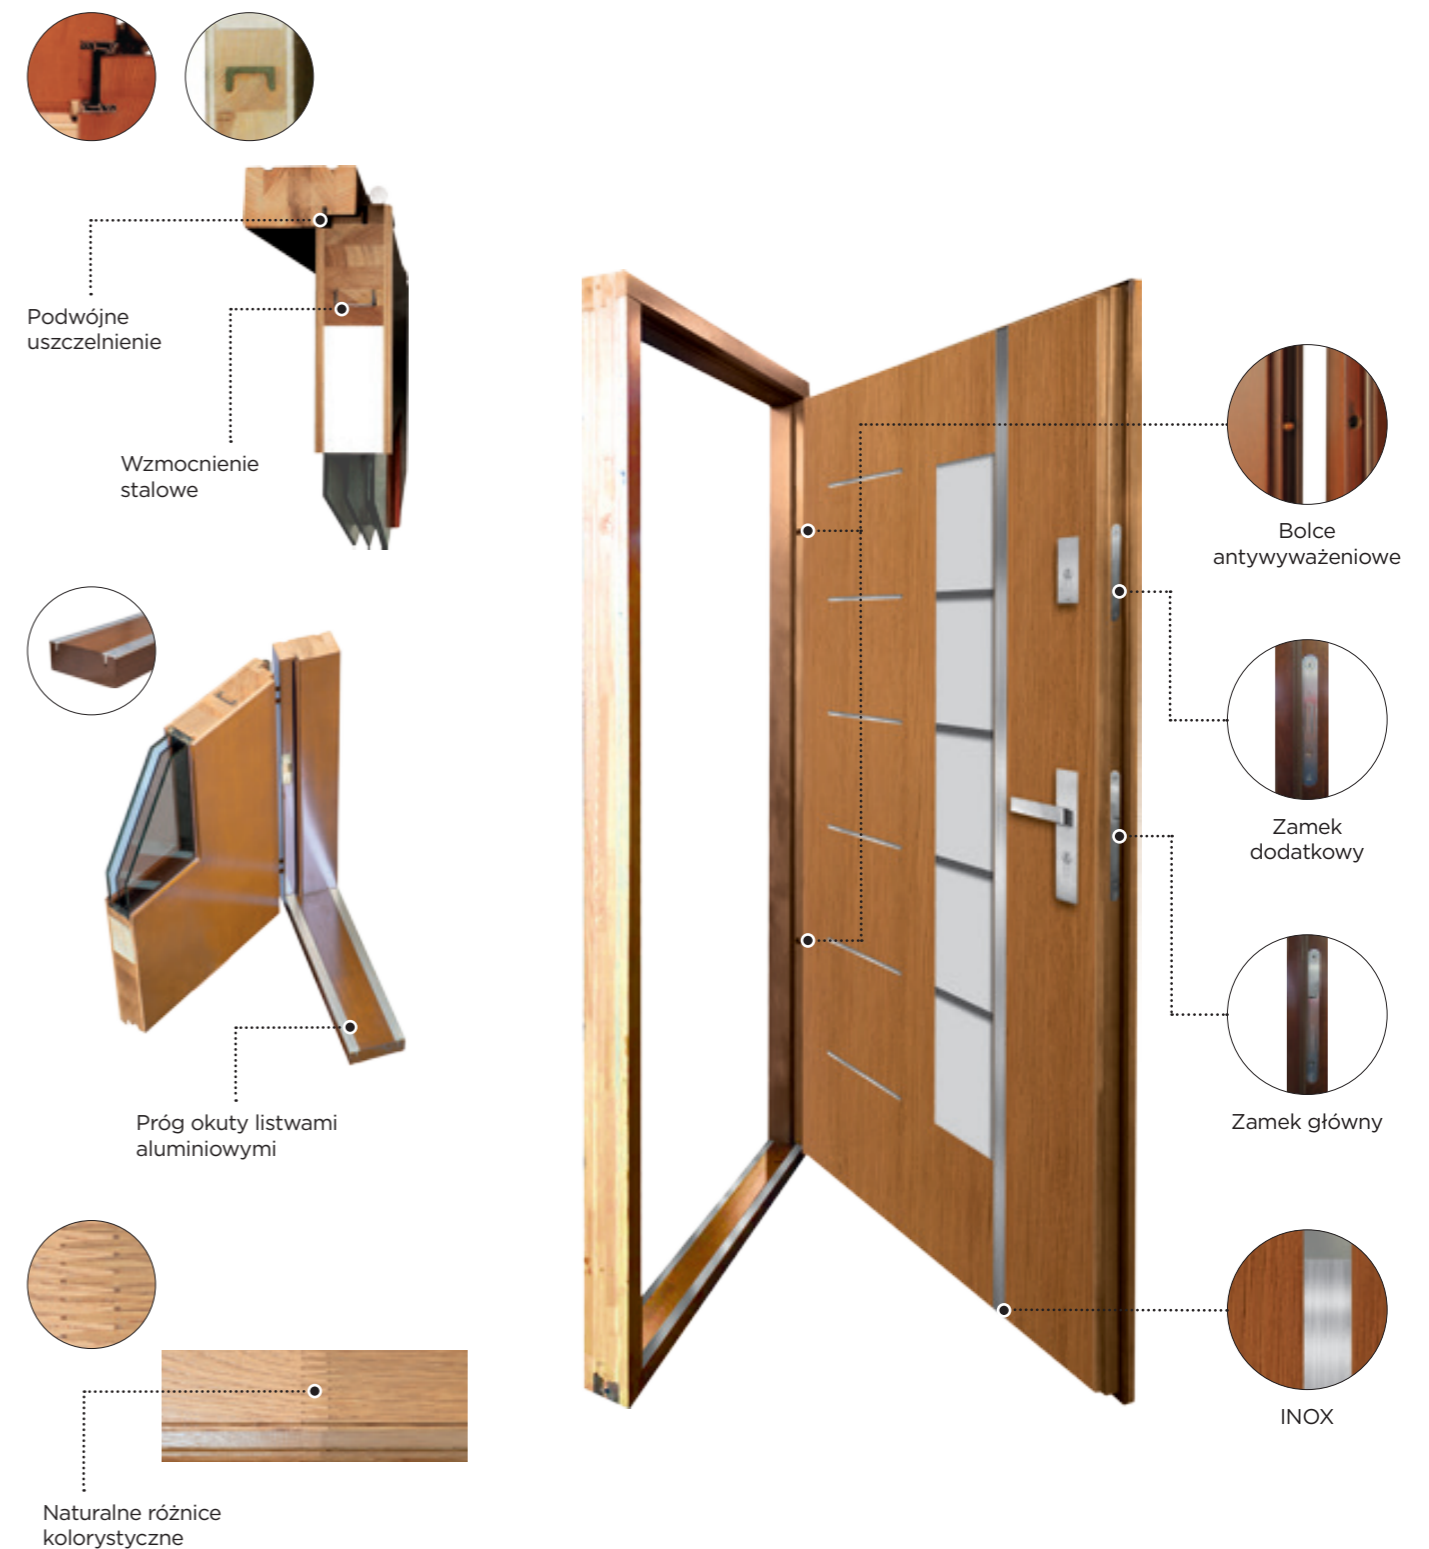 Podwójne
uszczelnienie
Wzmocnienie
stalowe
Próg okuty listwami
aluminiowymi
Naturalne różnice
kolorystyczne
Bolce
antywyważeniowe
Zamek
dodatkowy
Zamek główny
INOX